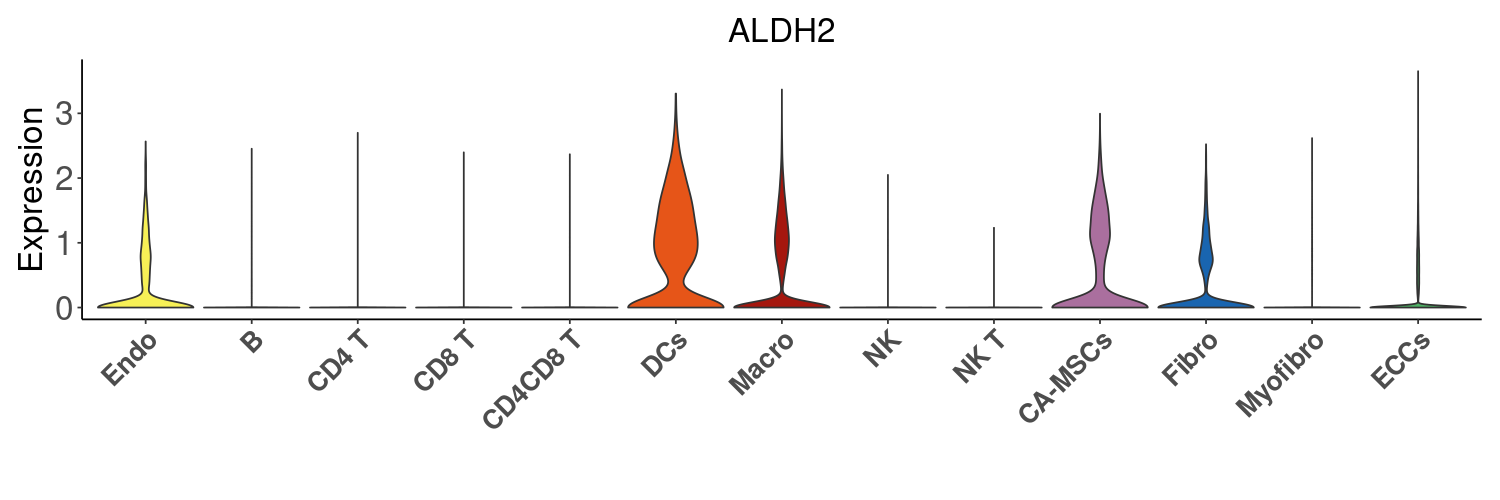 ALDH2
Expression
3
2
1
0
Endo
B
CD4 T
CD8 T
CD4CD8 T
DCs
Macro
NK
NK T
CA-MSCs
Fibro
Myofibro
ECCs